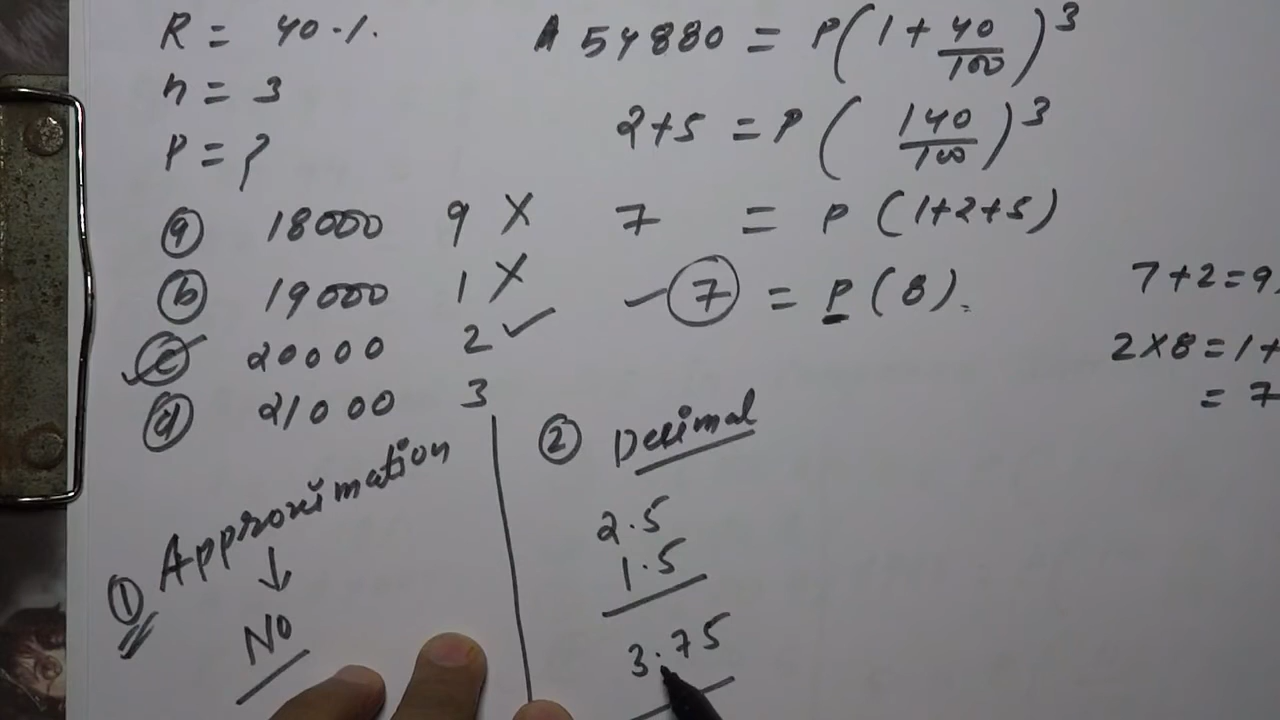 R = 40%.
n = 3
P = ?
A 54880 = P(1 + 40/100)^3
2+5 = P(140/100)^3
7 = P(1+2+5)
7 = P(8).
(a) 18000 9 X
(b) 19000 1 X
(c) 20000 2 ✓
(d) 21000 3
7+2=9
2X8=1+
= 7
(1) Approximation
↓
NO
(2) Decimal
2.5
1.5
3.75